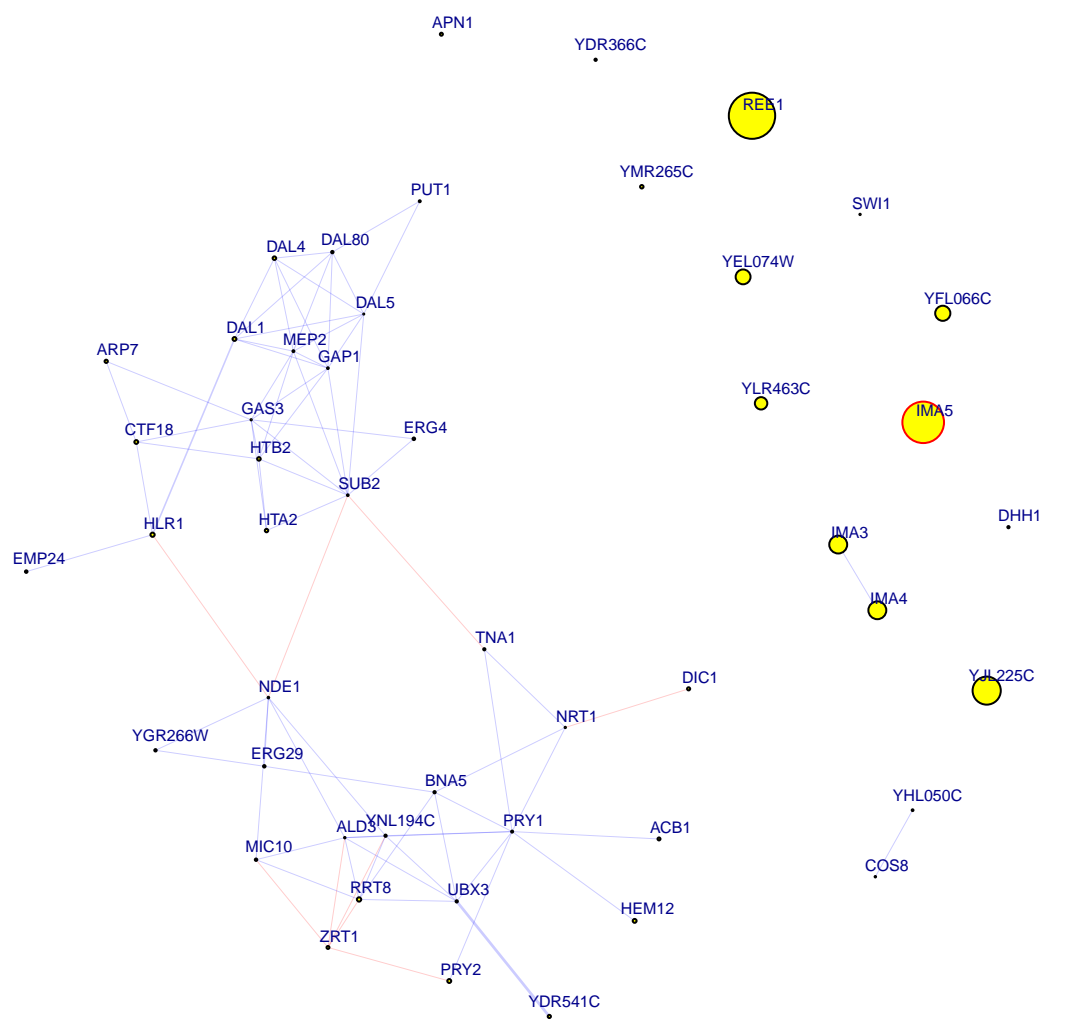 APN1
YDR366C
REE1
YMR265C
PUT1
SWI1
DAL4
DAL80
YEL074W
YFL066C
DAL5
DAL1
MEP2
ARP7
GAP1
YLR463C
GAS3
IMA5
CTF18
ERG4
HTB2
SUB2
HLR1
HTA2
DHH1
IMA3
EMP24
IMA4
TNA1
DIC1
YJL225C
NDE1
NRT1
YGR266W
ERG29
BNA5
YHL050C
ALD3
YNL194C
PRY1
ACB1
MIC10
COS8
RRT8
UBX3
HEM12
ZRT1
PRY2
YDR541C